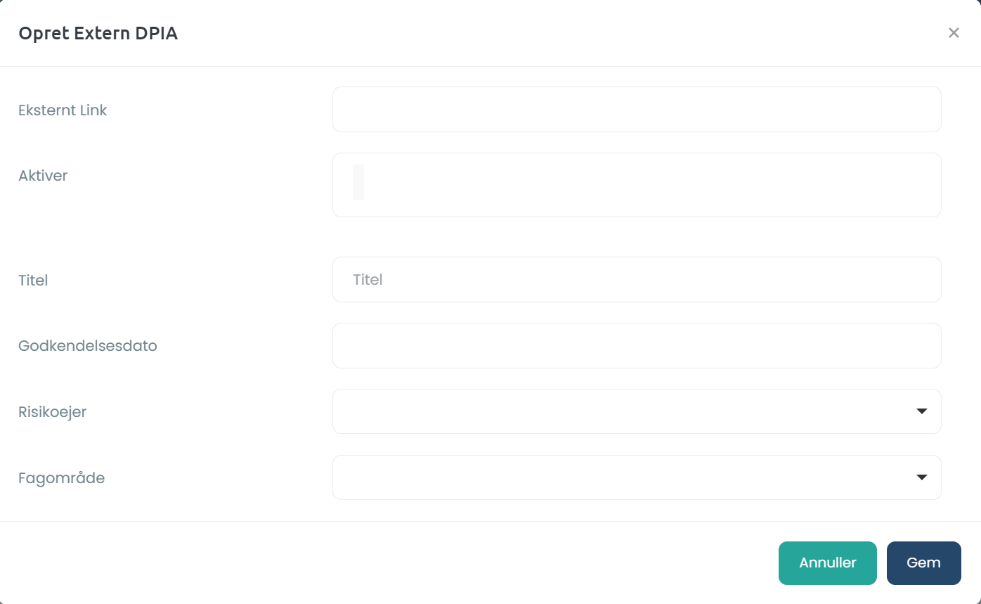 Opret Extern DPIA
Eksternt Link
Aktiver
Titel
Titel
Godkendelsesdato
Risikoejer
Fagområde
Annuller
Gem